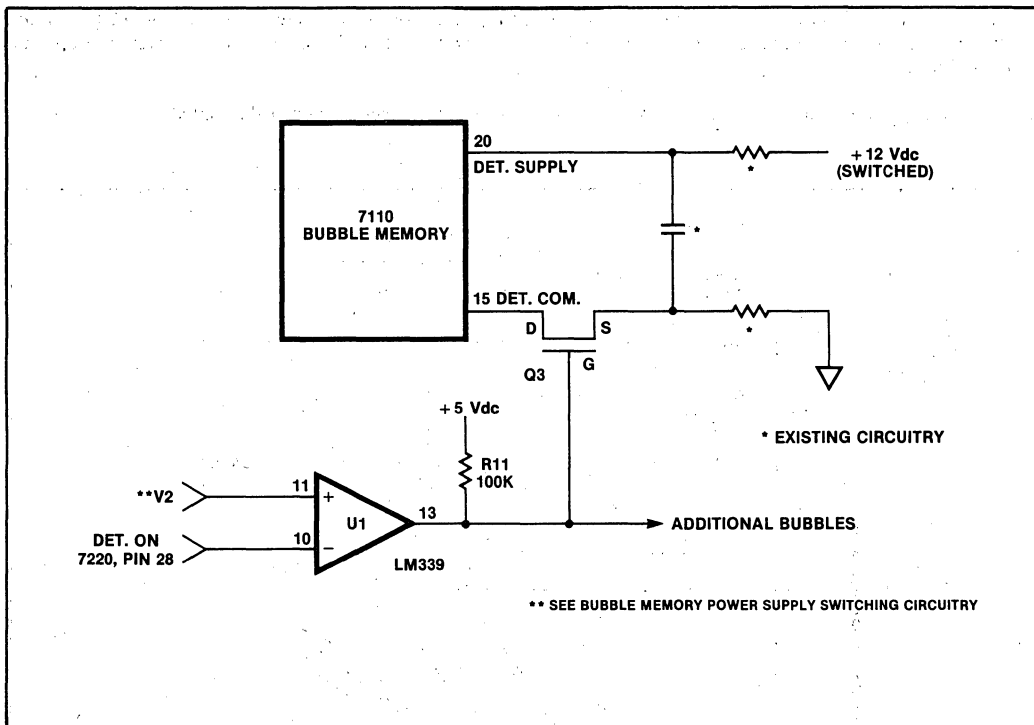 20
DET. SUPPLY
*
+ 12 Vdc
(SWITCHED)
7110
BUBBLE MEMORY
*
15 DET. COM.
D
S
G
Q3
*
+ 5 Vdc
* EXISTING CIRCUITRY
R11
100K
**V2
11
+
U1
13
ADDITIONAL BUBBLES
DET. ON
7220, PIN 28
10
−
LM339
** SEE BUBBLE MEMORY POWER SUPPLY SWITCHING CIRCUITRY